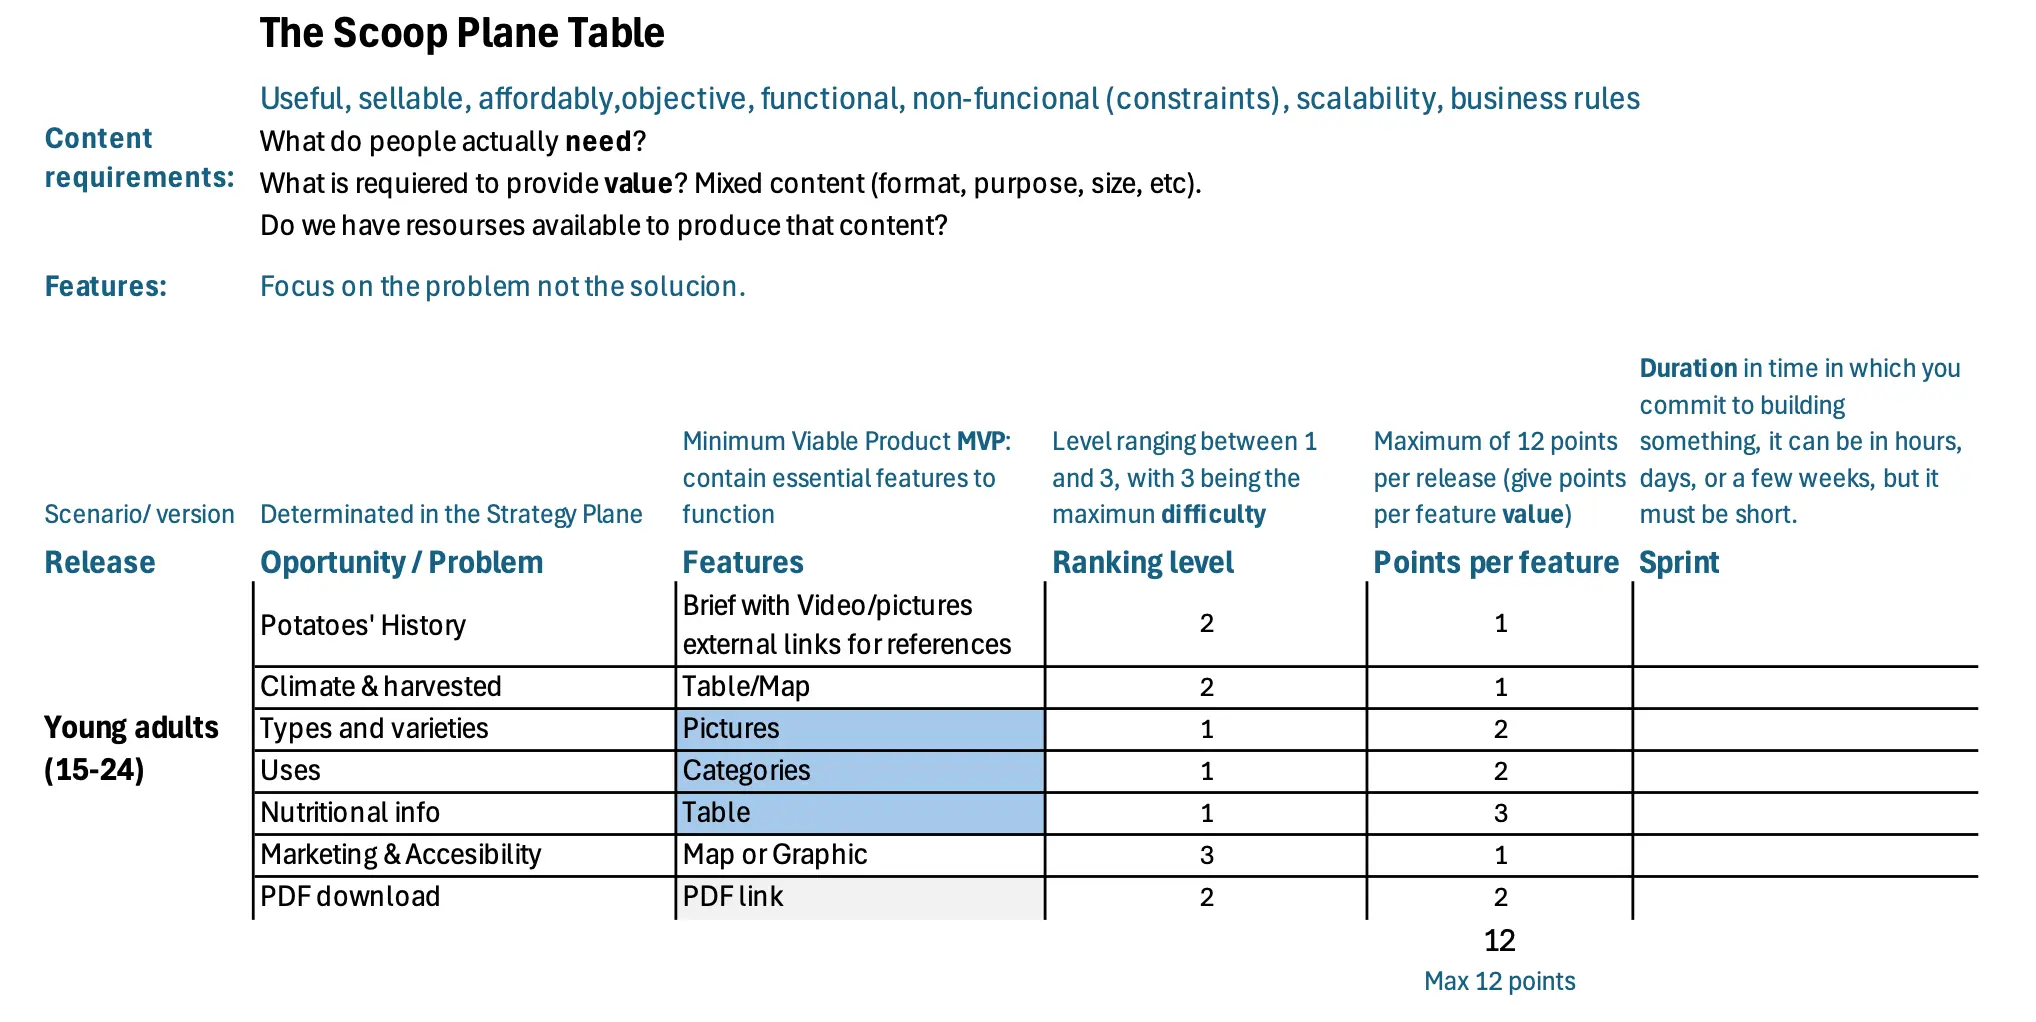 The Scoop Plane Table
Useful, sellable, affordably,objective, functional, non-funcional (constraints), scalability, business rules
Content
requirements:
What do people actually need?
What is requiered to provide value? Mixed content (format, purpose, size, etc).
Do we have resourses available to produce that content?
Features:
Focus on the problem not the solucion.
Scenario/ version
Determinated in the Strategy Plane
Minimum Viable Product MVP:
contain essential features to
function
Level ranging between 1
and 3, with 3 being the
maximun difficulty
Maximum of 12 points
per release (give points
per feature value)
Duration in time in which you
commit to building
something, it can be in hours,
days, or a few weeks, but it
must be short.
Release
Oportunity / Problem
Features
Ranking level
Points per feature
Sprint
Young adults
(15-24)
Potatoes' History
Brief with Video/pictures
external links for references
2
1
Climate & harvested
Table/Map
2
1
Types and varieties
Pictures
1
2
Uses
Categories
1
2
Nutritional info
Table
1
3
Marketing & Accesibility
Map or Graphic
3
1
PDF download
PDF link
2
2
12
Max 12 points